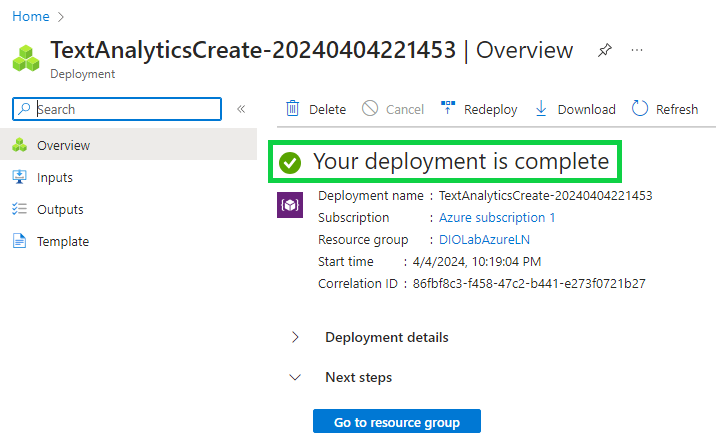 Home >
TextAnalyticsCreate-20240404221453 | Overview ...
Deployment
Search «
Overview
Inputs
Outputs
Template
Delete Cancel Redeploy Download Refresh
Your deployment is complete
Deployment name : TextAnalyticsCreate-20240404221453
Subscription : Azure subscription 1
Resource group : DIOLabAzureLN
Start time : 4/4/2024, 10:19:04 PM
Correlation ID : 86fbf8c3-f458-47c2-b441-e273f0721b27
Deployment details
Next steps
Go to resource group